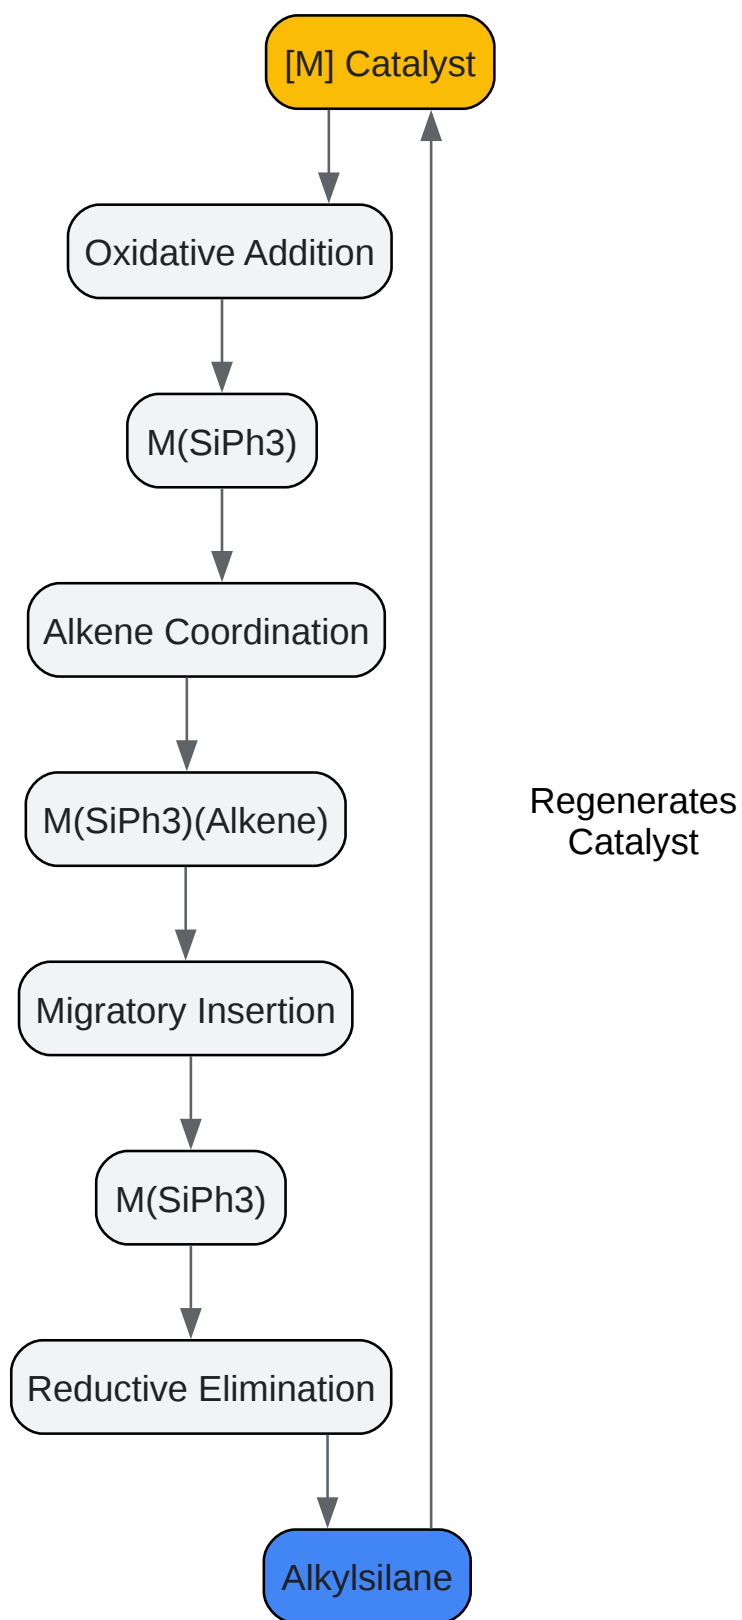 [M] Catalyst
Oxidative Addition
M(SiPh3)
Alkene Coordination
M(SiPh3)(Alkene)
Regenerates
Catalyst
Migratory Insertion
M(SiPh3)
Reductive Elimination
Alkylsilane